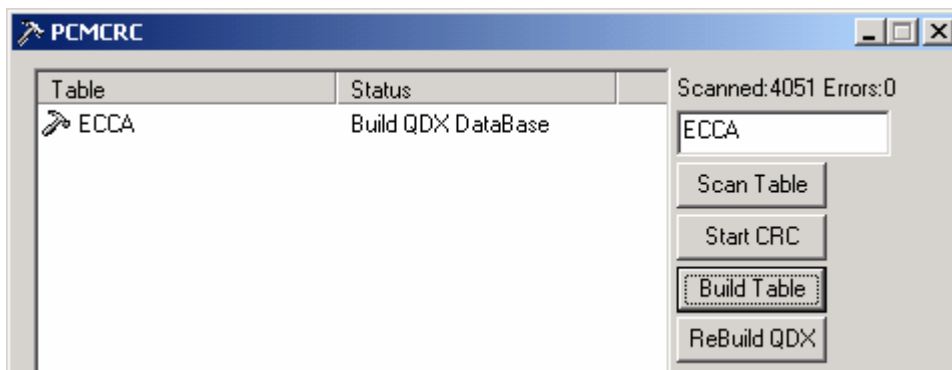 PCMCRC
Table Status
ECCA Build QDX DataBase
Scanned:4051 Errors:0
ECCA
Scan Table
Start CRC
Build Table
ReBuild QDX